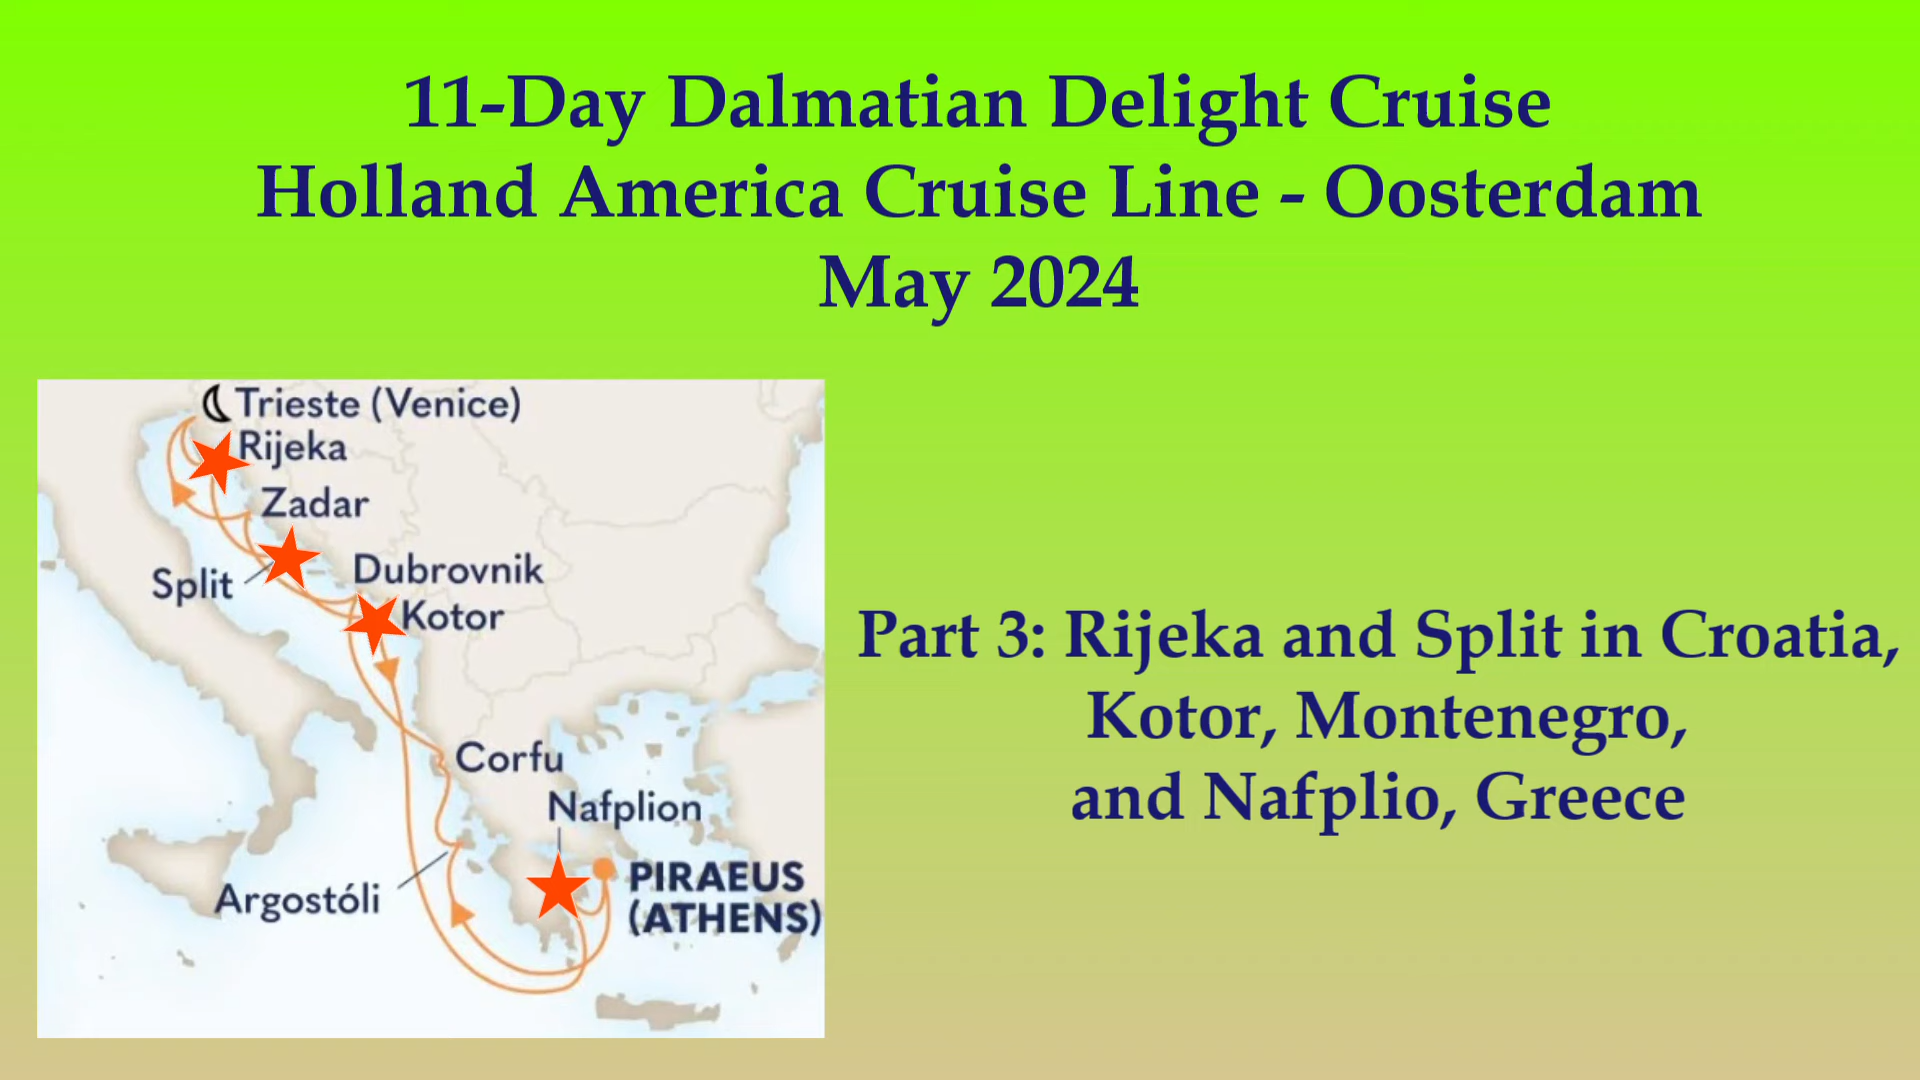 11-Day Dalmatian Delight Cruise
Holland America Cruise Line - Oosterdam
May 2024
Trieste (Venice)
Rijeka
Zadar
Split
Dubrovnik
Kotor
Corfu
Nafplion
Argostóli
PIRAEUS
(ATHENS)
Part 3: Rijeka and Split in Croatia,
Kotor, Montenegro,
and Nafplio, Greece